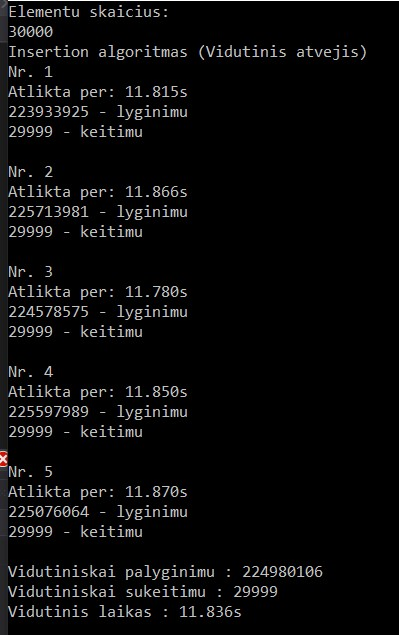 Elementu skaicius:
30000
Insertion algoritmas (Vidutinis atvejis)
Nr. 1
Atlikta per: 11.815s
223933925 - lyginimu
29999 - keitimu
Nr. 2
Atlikta per: 11.866s
225713981 - lyginimu
29999 - keitimu
Nr. 3
Atlikta per: 11.780s
224578575 - lyginimu
29999 - keitimu
Nr. 4
Atlikta per: 11.850s
225597989 - lyginimu
29999 - keitimu
Nr. 5
Atlikta per: 11.870s
225076064 - lyginimu
29999 - keitimu
Vidutiniskai palyginimu : 224980106
Vidutiniskai sukeitimu : 29999
Vidutinis laikas : 11.836s